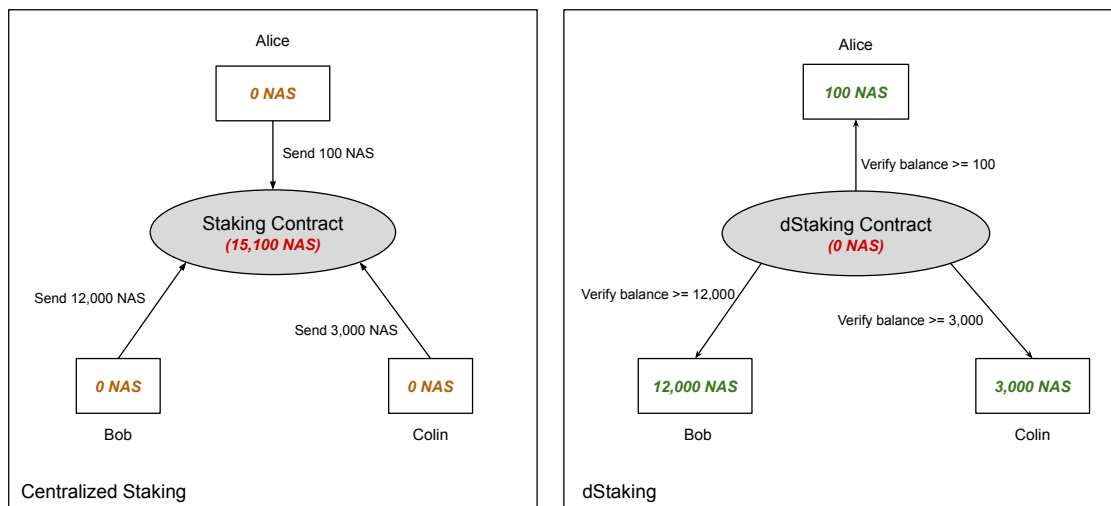 Alice
0 NAS
Send 100 NAS
Staking Contract
(15,100 NAS)
Send 12,000 NAS
Send 3,000 NAS
0 NAS
0 NAS
Bob
Colin
Centralized Staking
Alice
100 NAS
Verify balance >= 100
dStaking Contract
(0 NAS)
Verify balance >= 12,000
Verify balance >= 3,000
12,000 NAS
3,000 NAS
Bob
Colin
dStaking